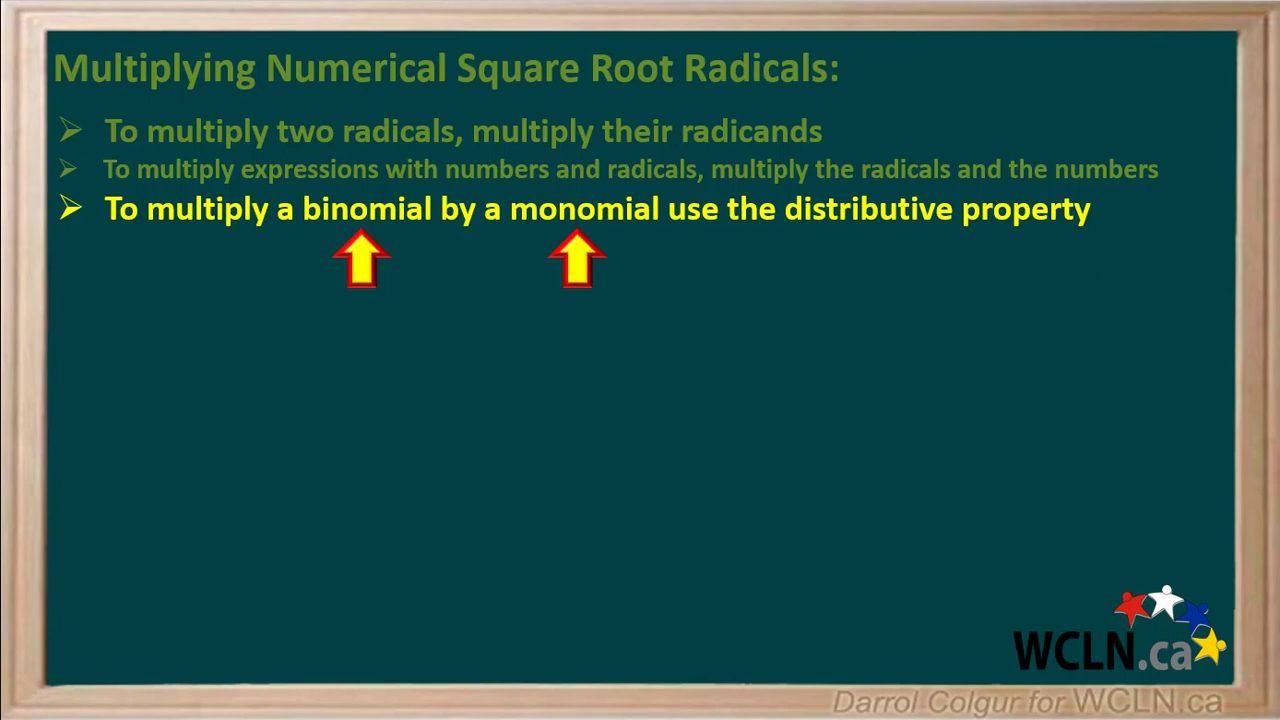 Multiplying Numerical Square Root Radicals:
To multiply two radicals, multiply their radicands
To multiply expressions with numbers and radicals, multiply the radicals and the numbers
To multiply a binomial by a monomial use the distributive property
WCLN.ca
Darrol Colgur for WCLN.ca